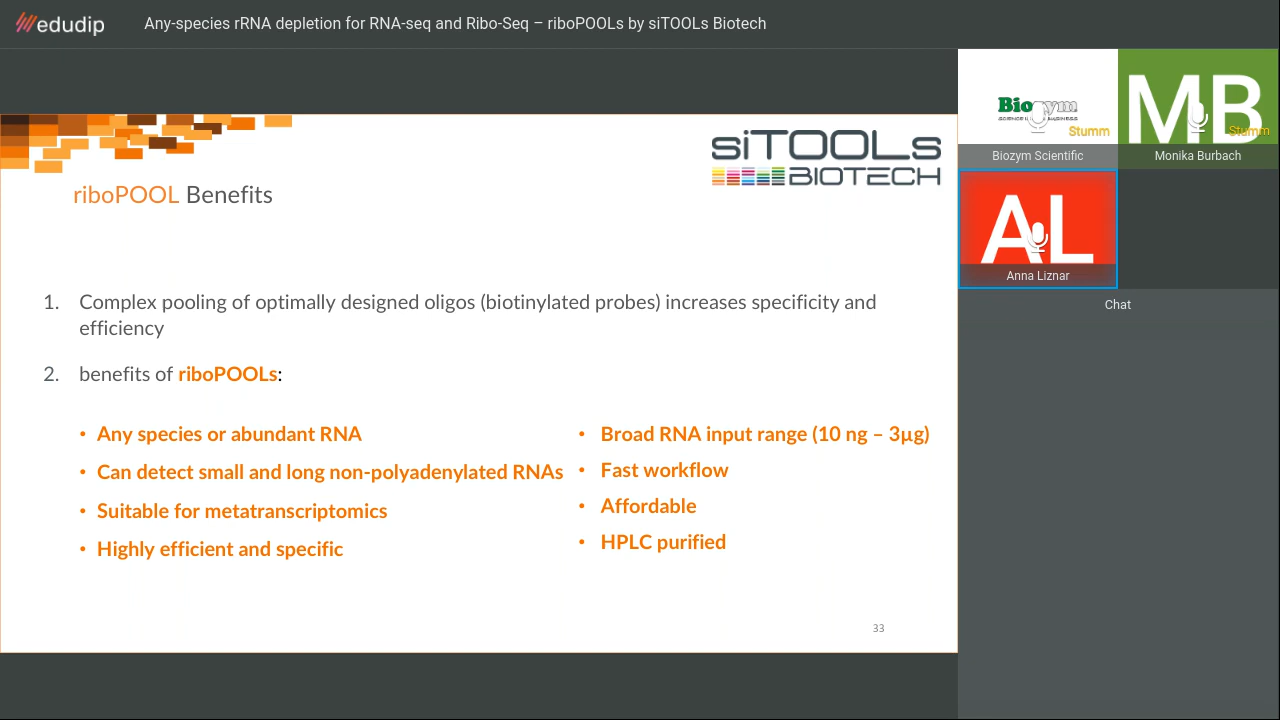 edudip
Any-species rRNA depletion for RNA-seq and Ribo-Seq – riboPOOLs by siTOOLs Biotech
siTOOLs
BIOTECH
riboPOOL Benefits
1. Complex pooling of optimally designed oligos (biotinylated probes) increases specificity and
efficiency
2. benefits of riboPOOLs:
• Any species or abundant RNA
• Can detect small and long non-polyadenylated RNAs
• Suitable for metatranscriptomics
• Highly efficient and specific
• Broad RNA input range (10 ng – 3µg)
• Fast workflow
• Affordable
• HPLC purified
33
Biozym
Stumm
Biozym Scientific
MB
Stumm
Monika Burbach
AL
Anna Liznar
Chat